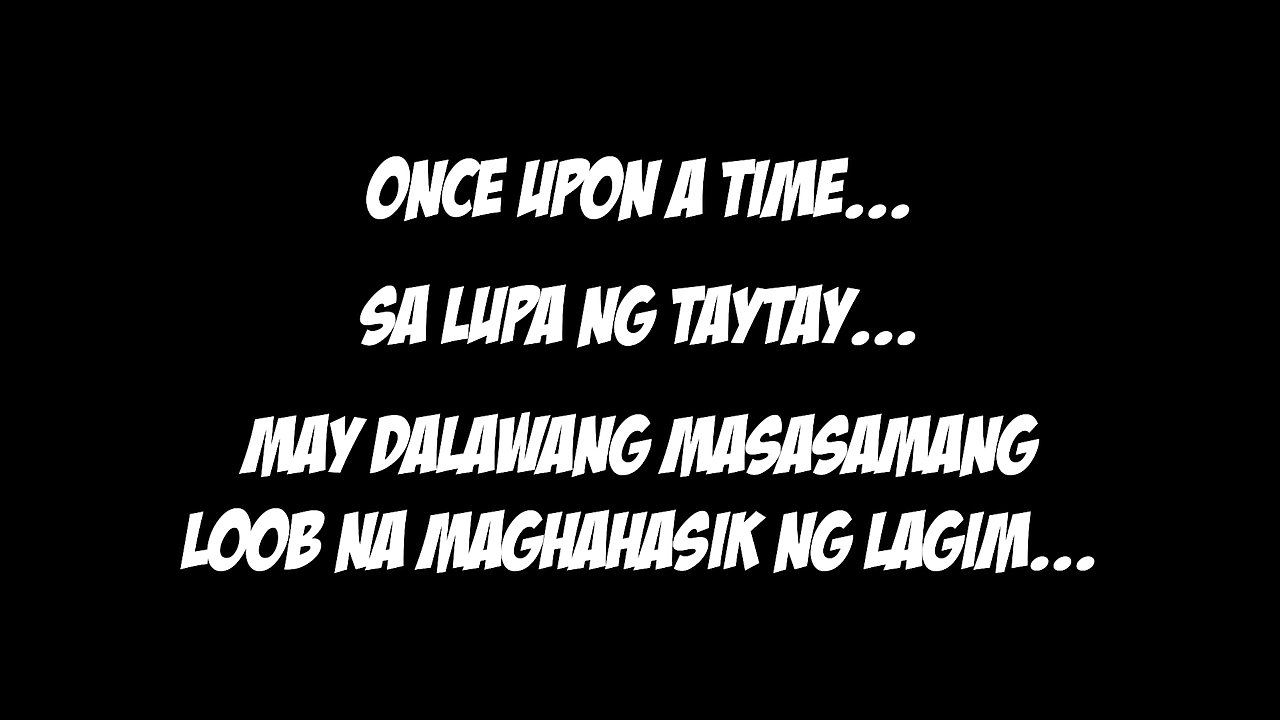 ONCE UPON A TIME...
SA LUPA NG TAYTAY...
MAY DALAWANG MASASAMANG
LOOB NA MAGHAHASIK NG LAGIM...